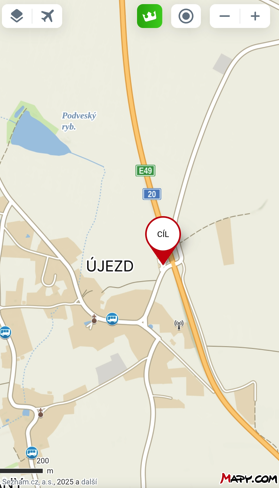 Podveský
ryb.
E49
20
CÍL
ÚJEZD
200
m
Seznam.cz, a.s., 2025 a další
MAPY.COM